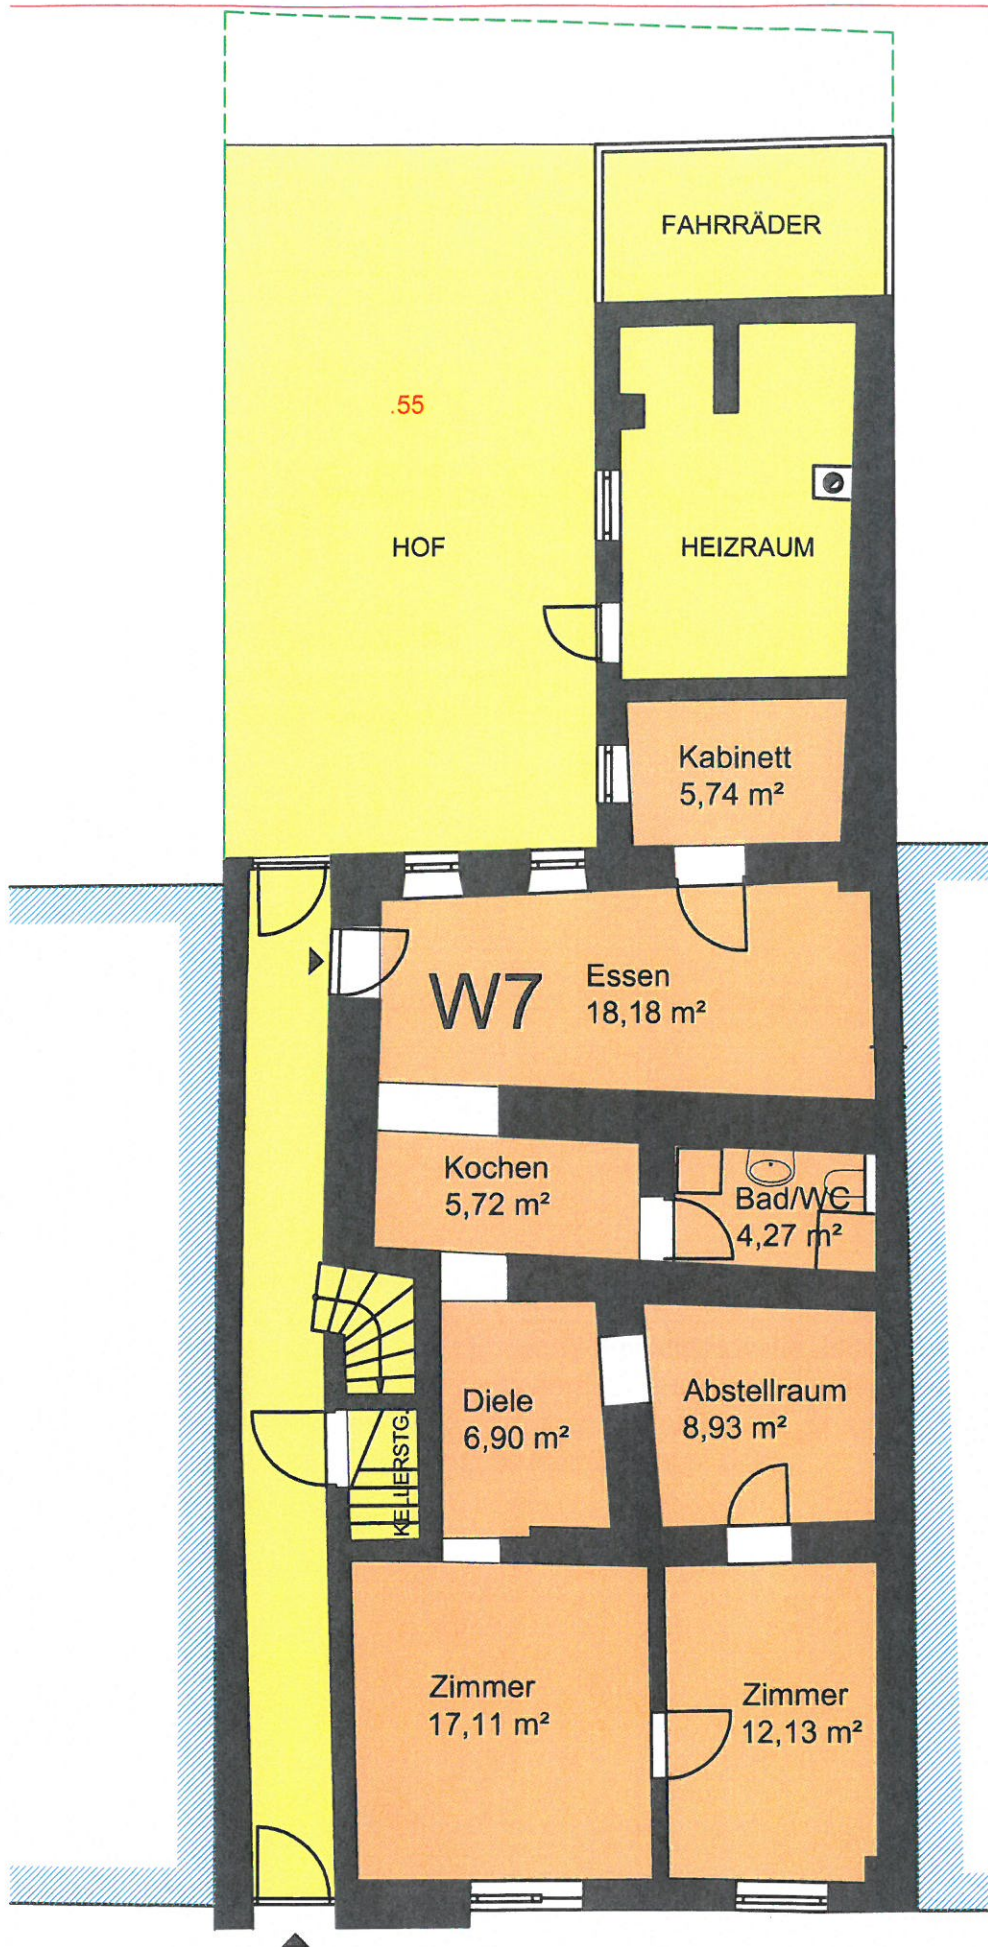 FAHRRÄDER
.55
HOF
HEIZRAUM
Kabinett
5,74 m²
W7
Essen
18,18 m²
Kochen
5,72 m²
Bad/WC
4,27 m²
Diele
6,90 m²
Abstellraum
8,93 m²
KELLERSTG.
Zimmer
17,11 m²
Zimmer
12,13 m²